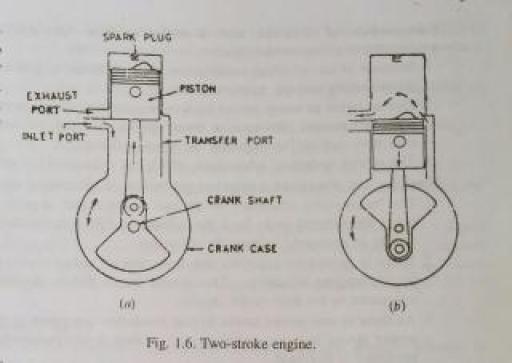 SPARK PLUG
EXHAUST
PORT
PISTON
INLET PORT
TRANSFER PORT
CRANK SHAFT
CRANK CASE
(a)
(b)
Fig. 1.6. Two-stroke engine.